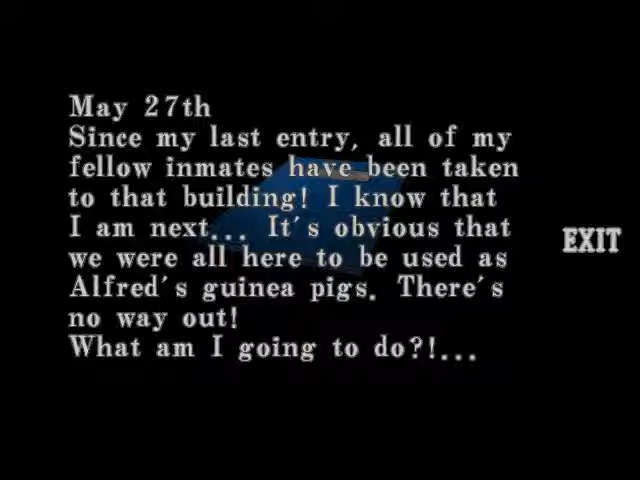 May 27th
Since my last entry, all of my
fellow inmates have been taken
to that building! I know that
I am next... It's obvious that
we were all here to be used as
Alfred's guinea pigs. There's
no way out!
What am I going to do?!...
EXIT